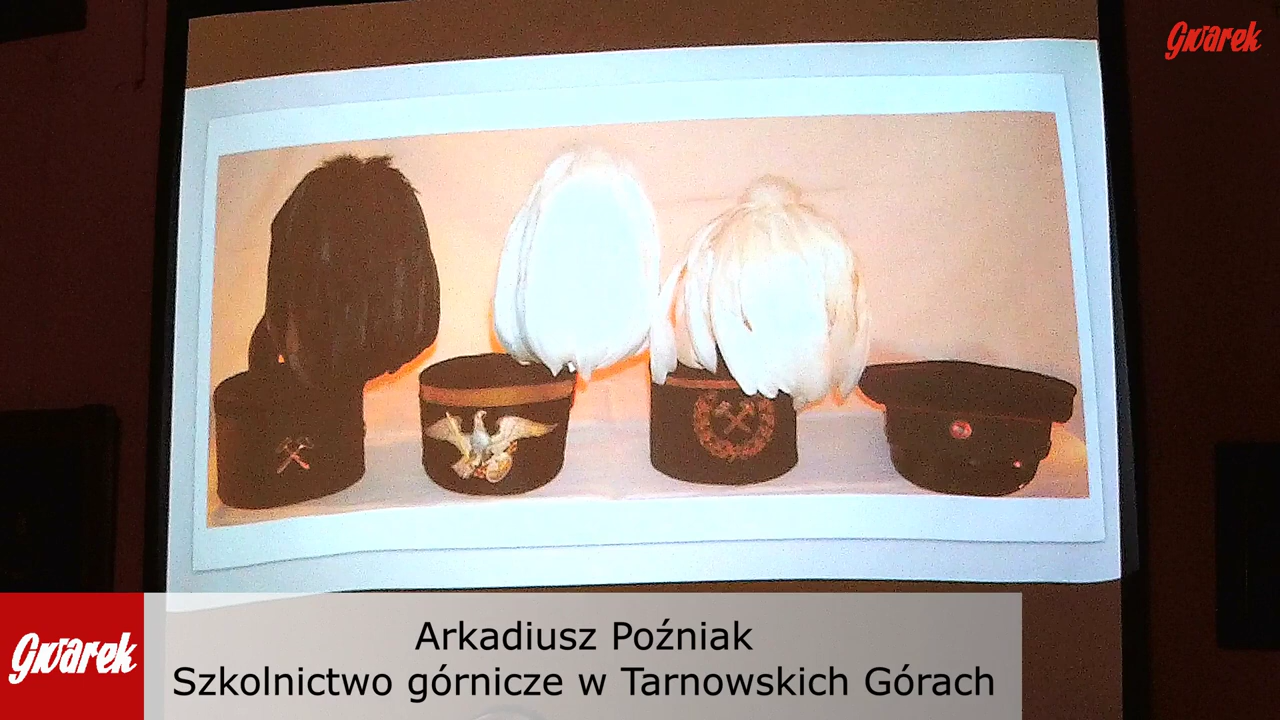 Gwarek
Gwarek
Arkadiusz Poźniak
Szkolnictwo górnicze w Tarnowskich Górach